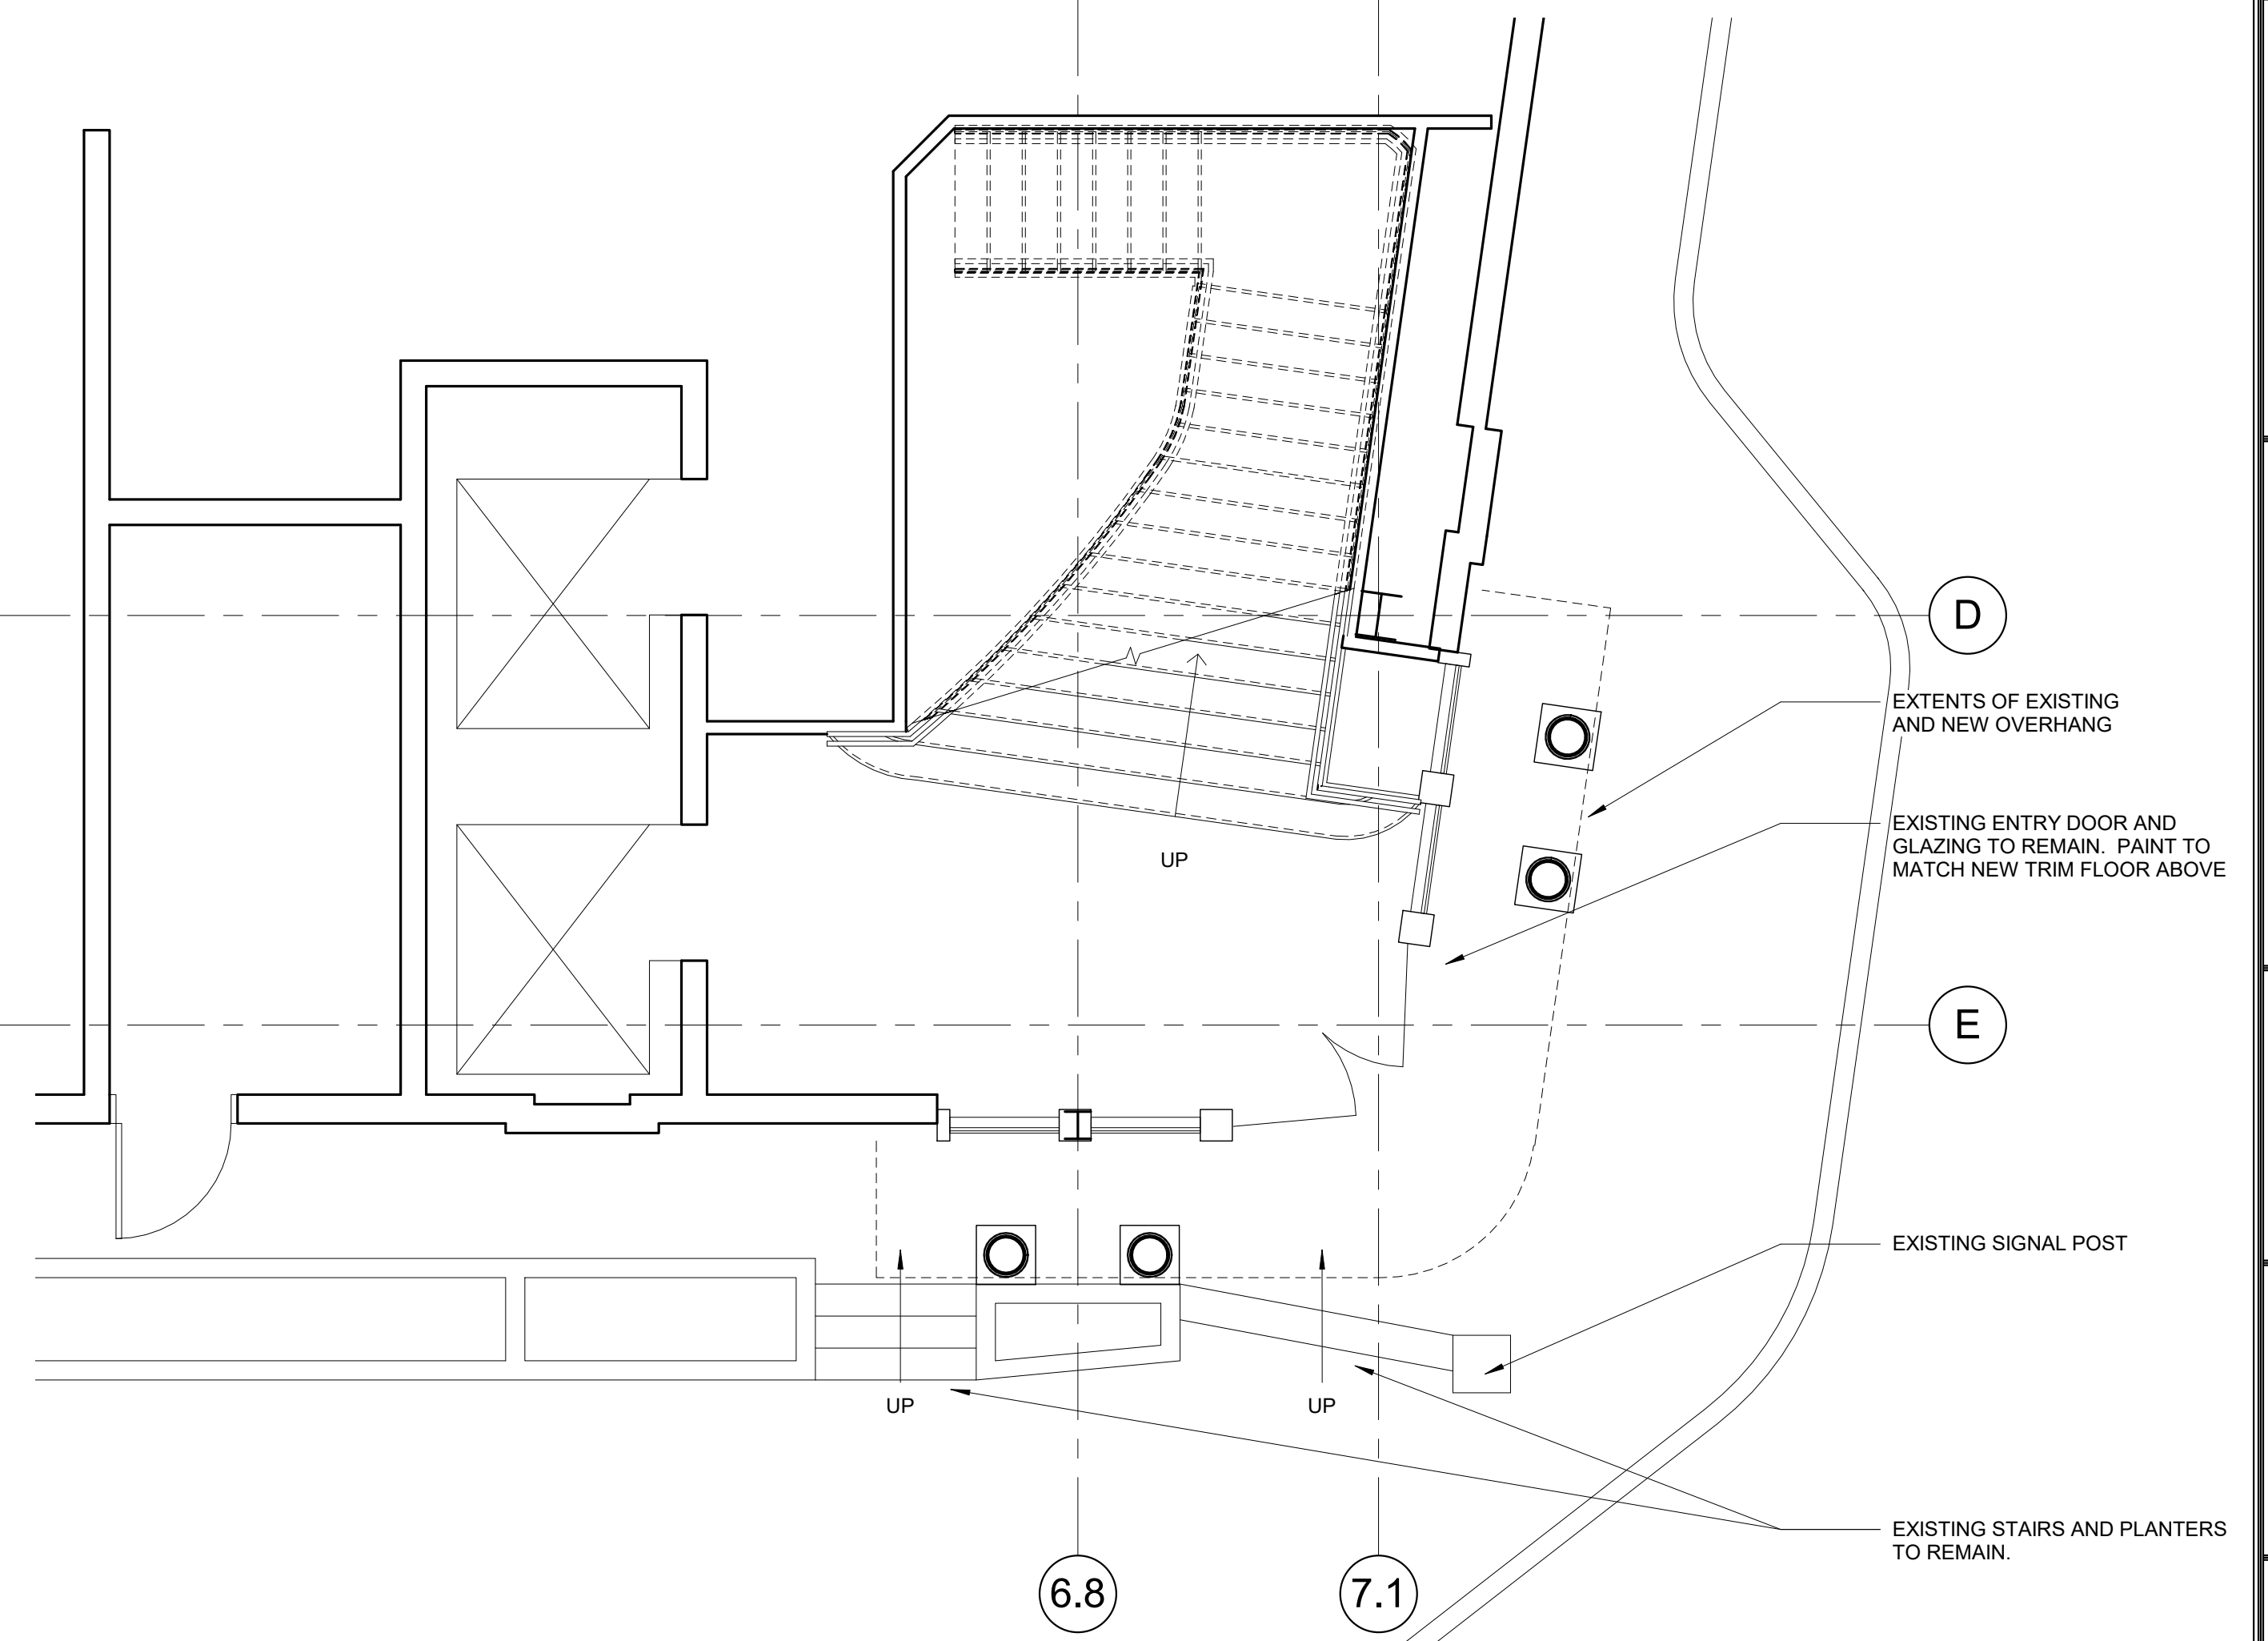 D
EXTENTS OF EXISTING
AND NEW OVERHANG
EXISTING ENTRY DOOR AND
GLAZING TO REMAIN.  PAINT TO
MATCH NEW TRIM FLOOR ABOVE
UP
E
EXISTING SIGNAL POST
UP
UP
EXISTING STAIRS AND PLANTERS
TO REMAIN.
6.8
7.1